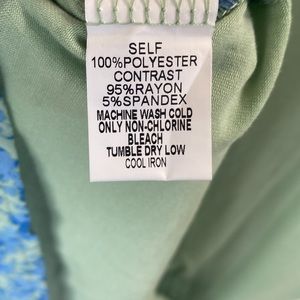 SELF
100%POLYESTER
CONTRAST
95%RAYON
5%SPANDEX
MACHINE WASH COLD
ONLY NON-CHLORINE
BLEACH
TUMBLE DRY LOW
COOL IRON